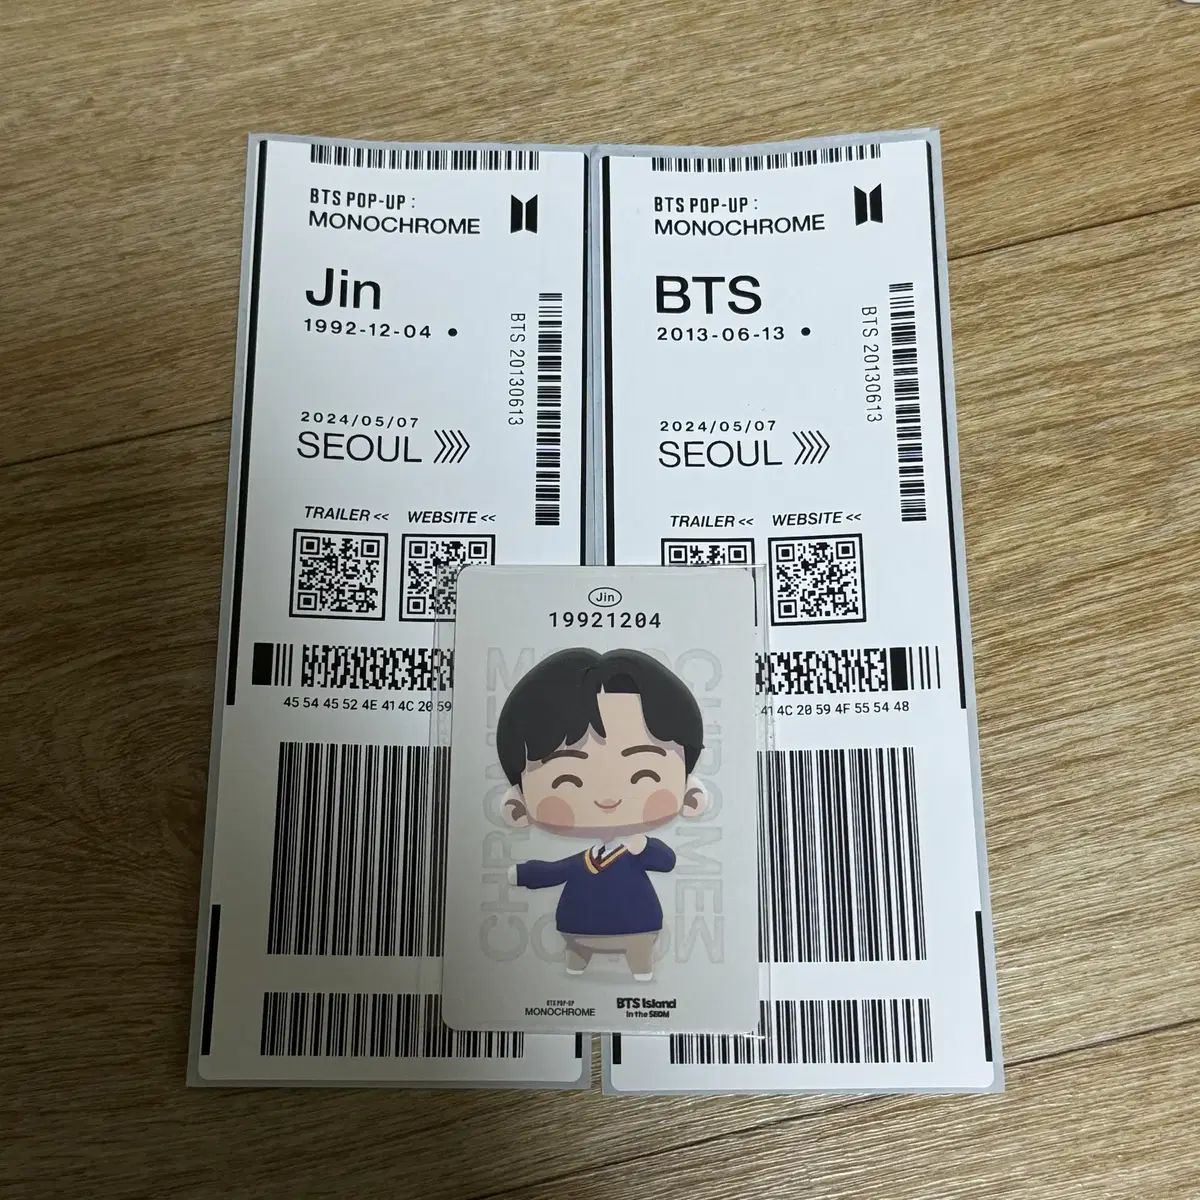 BTS POP-UP :
MONOCHROME
Jin
1992-12-04 •
BTS 20130613
2024/05/07
SEOUL
TRAILER << WEBSITE <<
45 54 45 52 4E 41 4C 20 59
BTS POP-UP :
MONOCHROME
BTS
2013-06-13 •
BTS 20130613
2024/05/07
SEOUL
TRAILER << WEBSITE <<
41 4C 20 59 4F 55 54 48
Jin
19921204
MONO
CHROME
CHROME
BTS POP-UP
MONOCHROME
BTS Island
In the SEOM